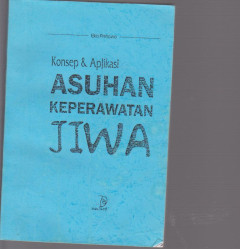 Konsep & Aplikasi
ASUHAN
KEPERAWATAN
JIWA